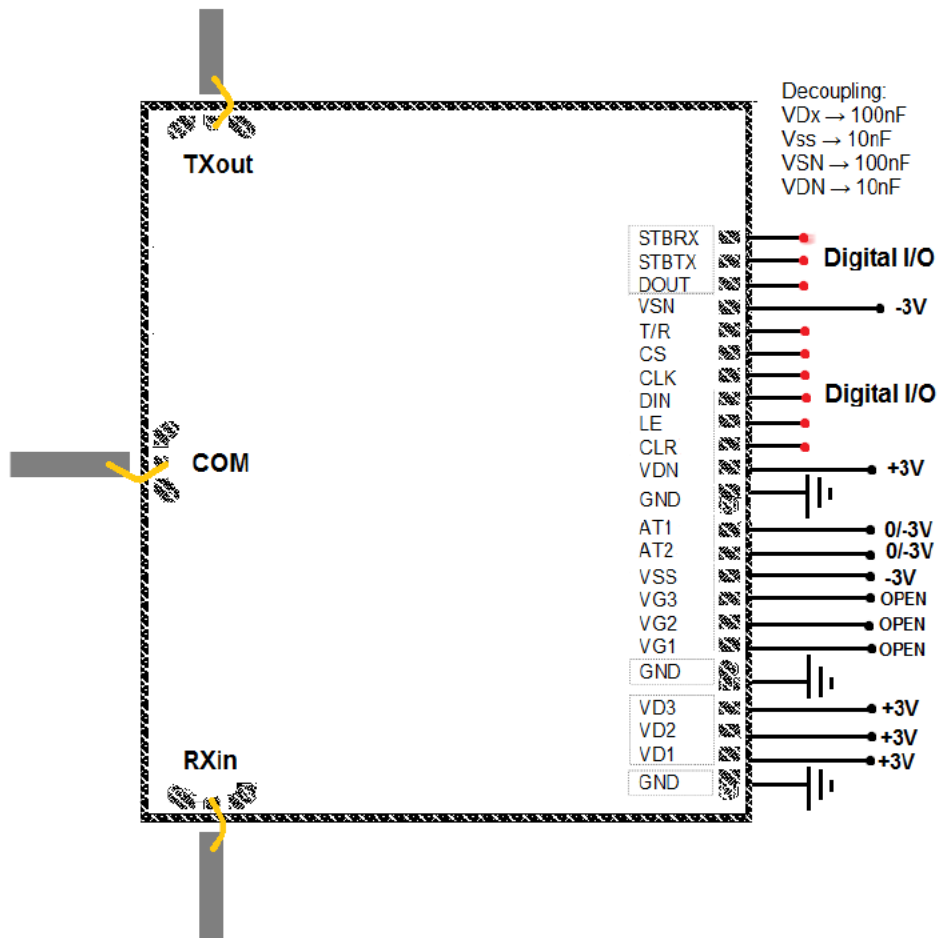 Decoupling:
VDx → 100nF
Vss → 10nF
VSN → 100nF
VDN → 10nF
TXout
STBRX
STBTX
DOUT
Digital I/O
VSN
-3V
T/R
CS
CLK
DIN
LE
CLR
Digital I/O
VDN
+3V
GND
AT1
0/-3V
AT2
0/-3V
VSS
-3V
VG3
OPEN
VG2
OPEN
VG1
OPEN
GND
VD3
+3V
VD2
+3V
VD1
+3V
GND
COM
RXin